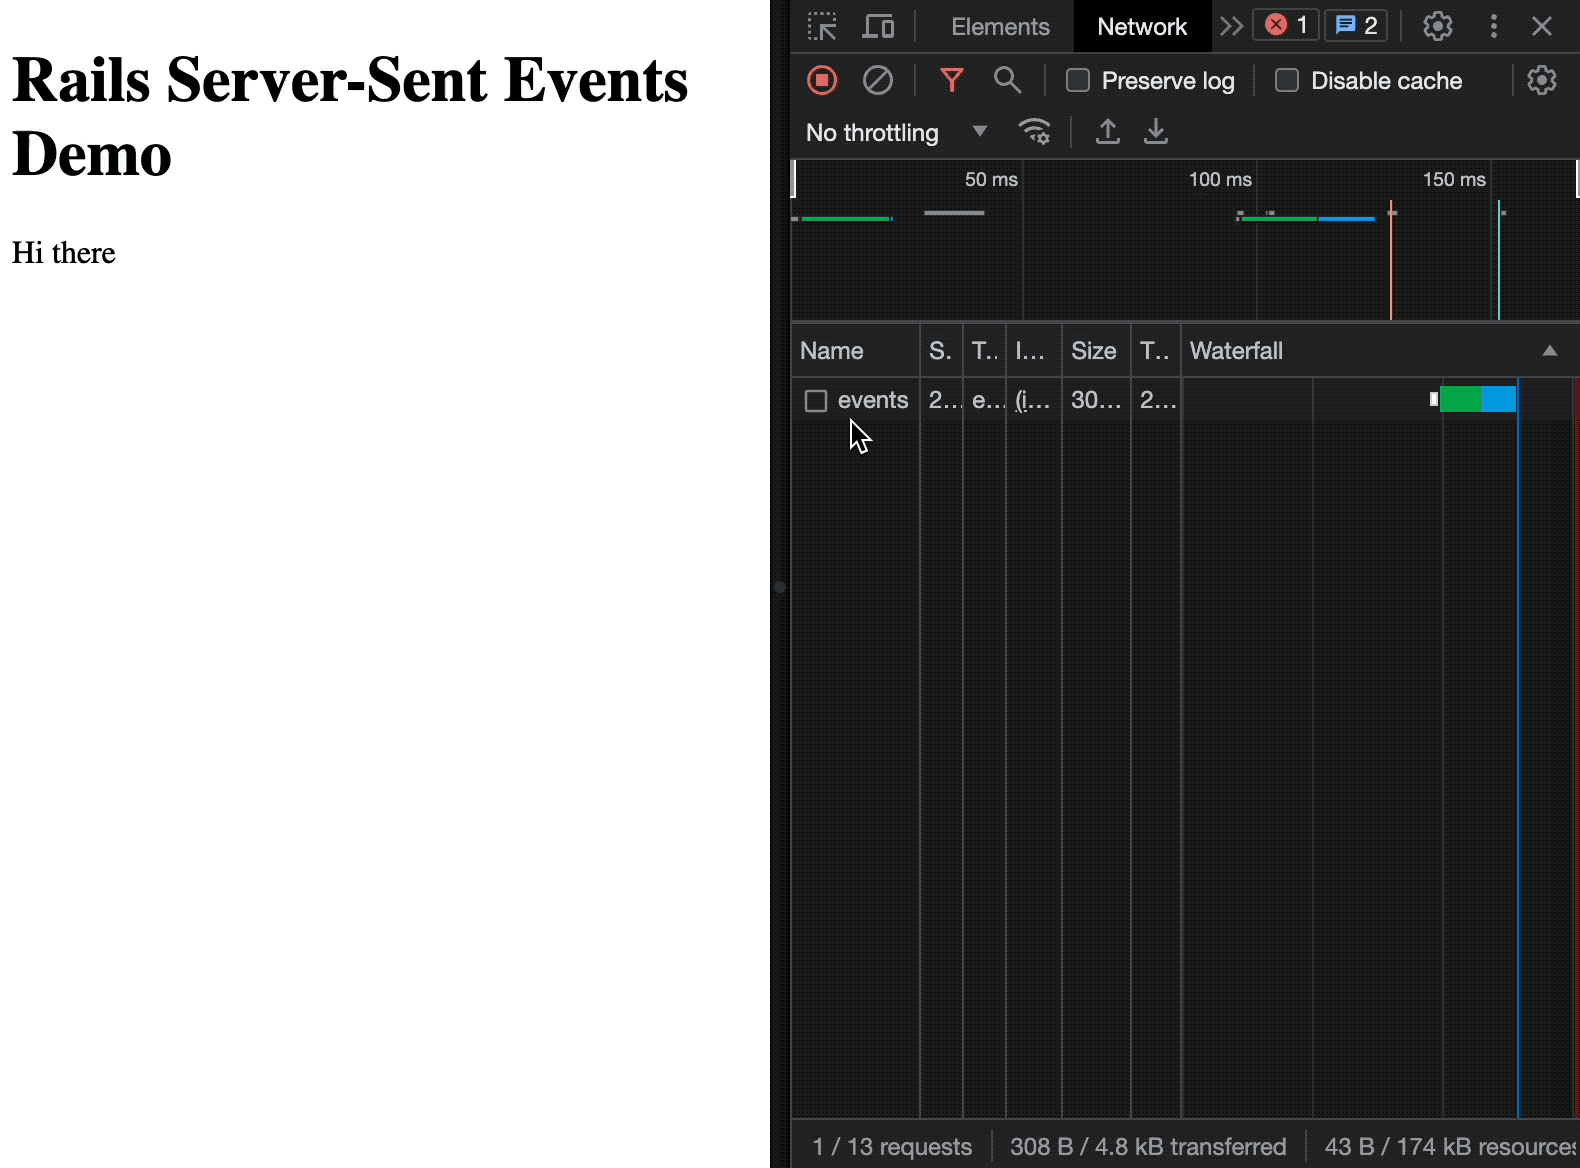 Rails Server-Sent Events
Demo
Hi there
Elements Network 1 2
Preserve log Disable cache
No throttling
50 ms 100 ms 150 ms
Name S. T.. I... Size T.. Waterfall
events 2... e... (i... 30... 2...
1 / 13 requests 308 B / 4.8 kB transferred 43 B / 174 kB resources